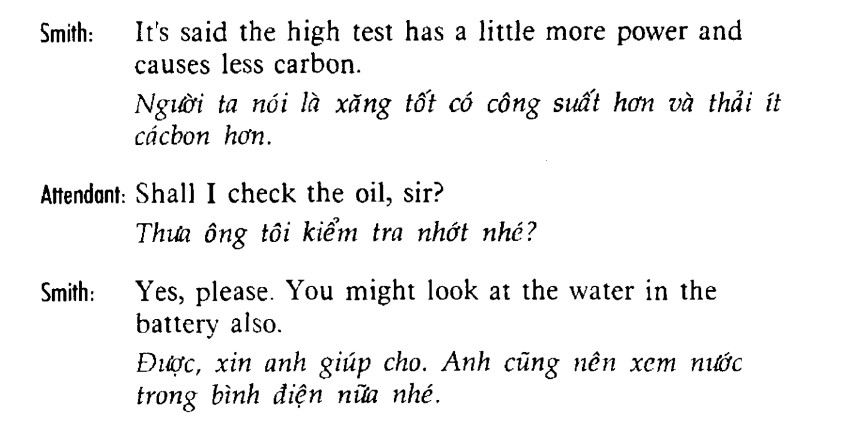 Smith: It's said the high test has a little more power and
causes less carbon.
Người ta nói là xăng tốt có công suất hơn và thải ít
cácbon hơn.
Attendant: Shall I check the oil, sir?
Thưa ông tôi kiểm tra nhớt nhé?
Smith: Yes, please. You might look at the water in the
battery also.
Được, xin anh giúp cho. Anh cũng nên xem nước
trong bình điện nữa nhé.